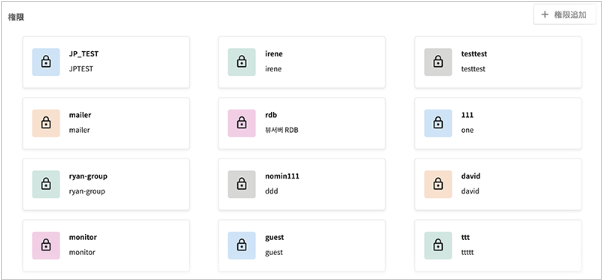 権限
+ 権限追加
JP_TEST
JPTEST
irene
irene
testtest
testtest
mailer
mailer
rdb
뷰서버 RDB
111
one
ryan-group
ryan-group
nomin111
ddd
david
david
monitor
monitor
guest
guest
ttt
ttttt